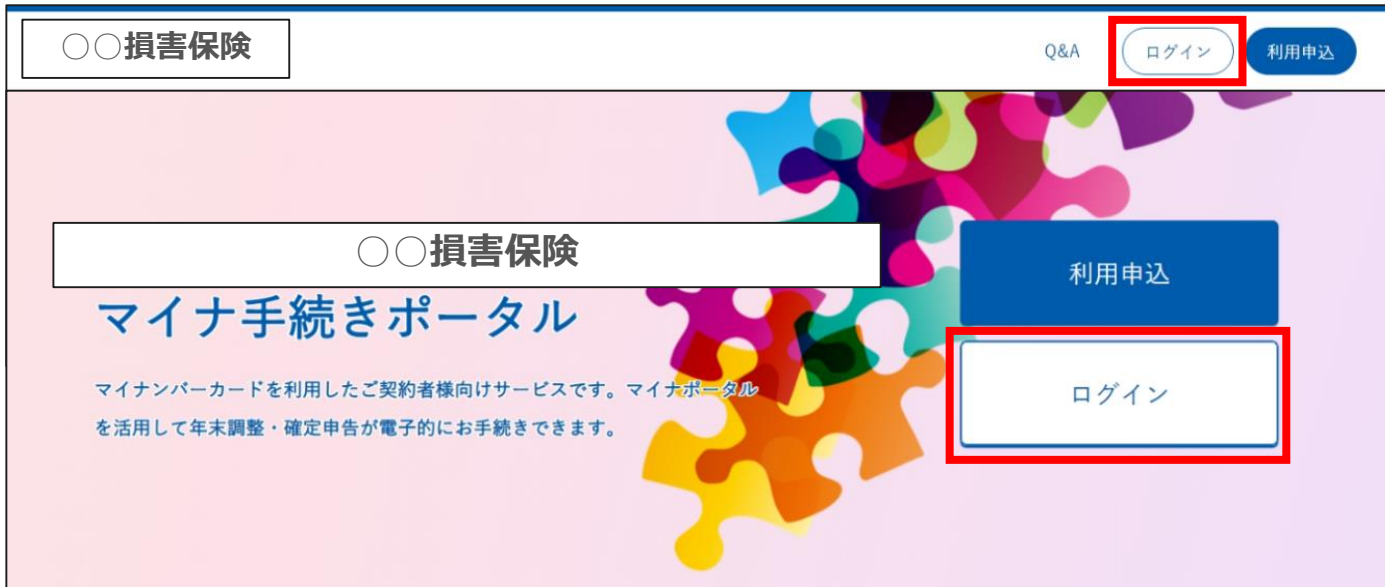 ○○損害保険
Q&A
ログイン
利用申込
○○損害保険
マイナ手続きポータル
マイナンバーカードを利用したご契約者様向けサービスです。マイナポータル
を活用して年末調整・確定申告が電子的にお手続きできます。
利用申込
ログイン